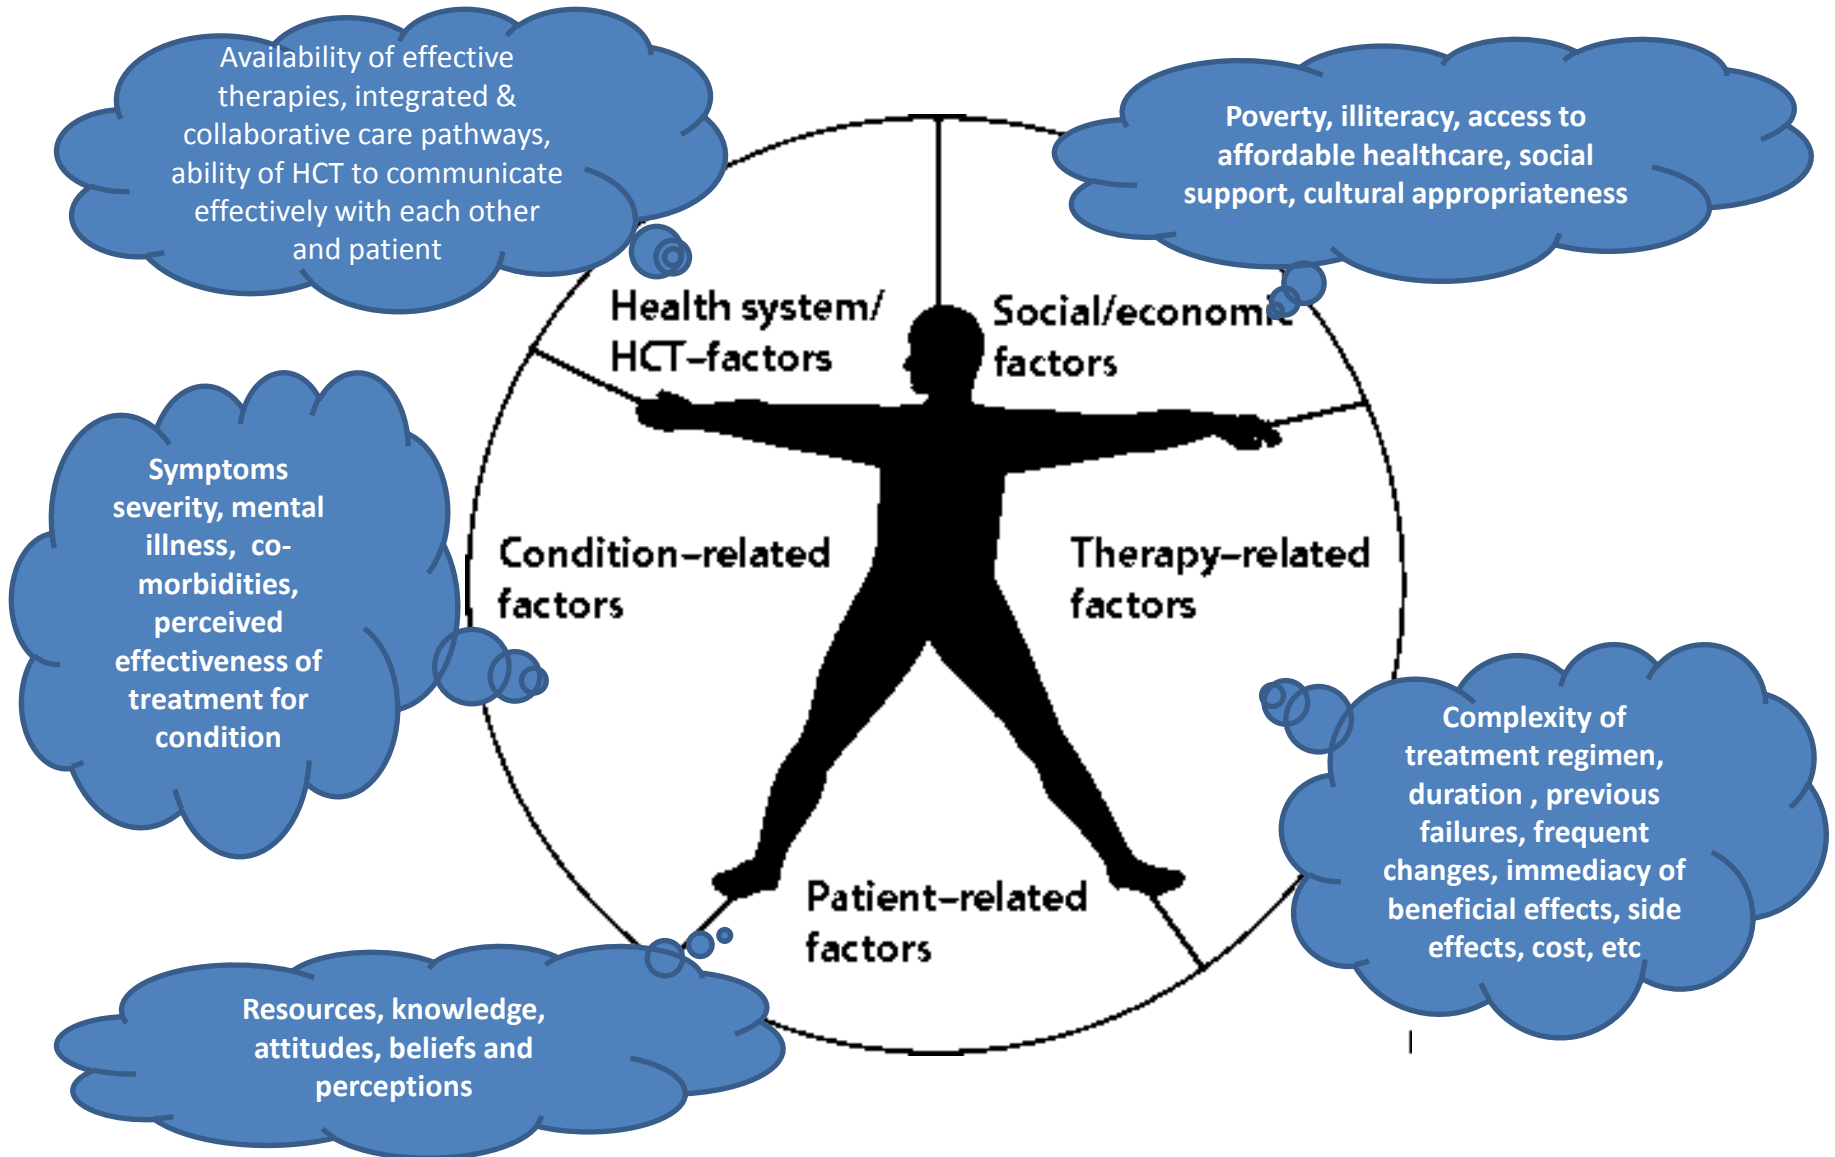 Availability of effective
therapies, integrated &
collaborative care pathways,
ability of HCT to communicate
effectively with each other
and patient
Poverty, illiteracy, access to
affordable healthcare, social
support, cultural appropriateness
Health system/
HCT–factors
Social/economic
factors
Symptoms
severity, mental
illness, co-
morbidities,
perceived
effectiveness of
treatment for
condition
Condition–related
factors
Therapy–related
factors
Complexity of
treatment regimen,
duration , previous
failures, frequent
changes, immediacy of
beneficial effects, side
effects, cost, etc
Patient–related
factors
Resources, knowledge,
attitudes, beliefs and
perceptions